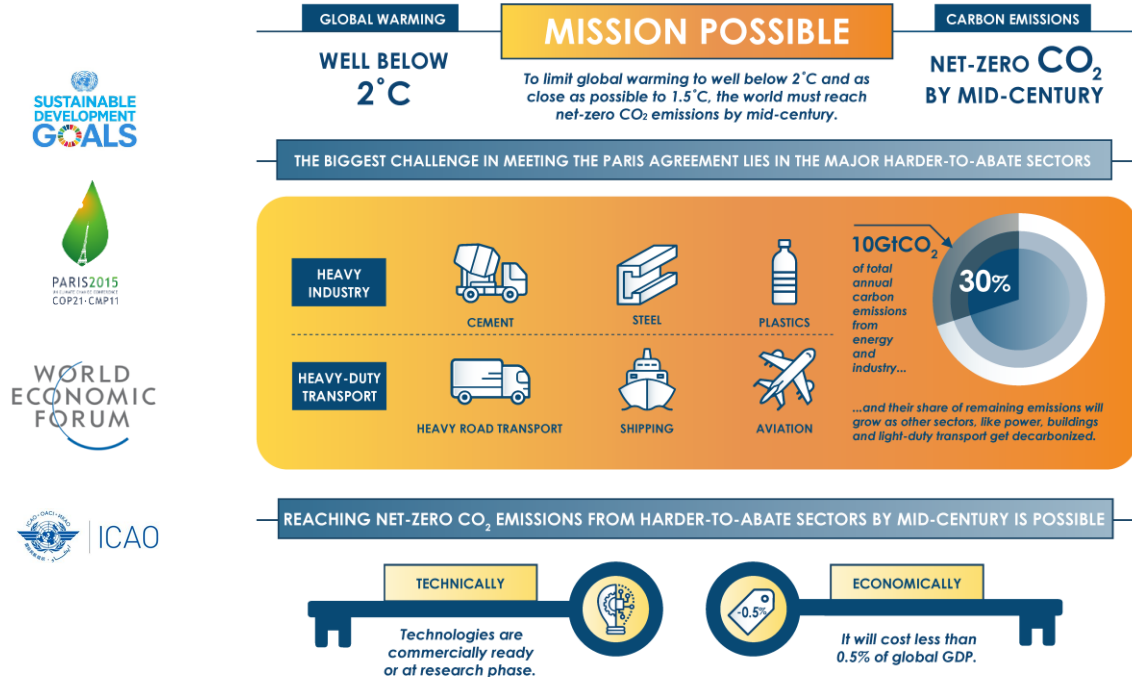 SUSTAINABLE
DEVELOPMENT
GOALS
PARIS2015
COP21·CMP11
WORLD
ECONOMIC
FORUM
ICAO · OACI · ИКАО
ICAO
GLOBAL WARMING
WELL BELOW
2°C
MISSION POSSIBLE
To limit global warming to well below 2°C and as
close as possible to 1.5°C, the world must reach
net-zero CO₂ emissions by mid-century.
CARBON EMISSIONS
NET-ZERO CO₂
BY MID-CENTURY
THE BIGGEST CHALLENGE IN MEETING THE PARIS AGREEMENT LIES IN THE MAJOR HARDER-TO-ABATE SECTORS
HEAVY
INDUSTRY
CEMENT
STEEL
PLASTICS
HEAVY-DUTY
TRANSPORT
HEAVY ROAD TRANSPORT
SHIPPING
AVIATION
10GtCO₂
of total
annual
carbon
emissions
from
energy
and
industry...
30%
...and their share of remaining emissions will
grow as other sectors, like power, buildings
and light-duty transport get decarbonized.
REACHING NET-ZERO CO₂ EMISSIONS FROM HARDER-TO-ABATE SECTORS BY MID-CENTURY IS POSSIBLE
TECHNICALLY
Technologies are
commercially ready
or at research phase.
-0.5%
ECONOMICALLY
It will cost less than
0.5% of global GDP.